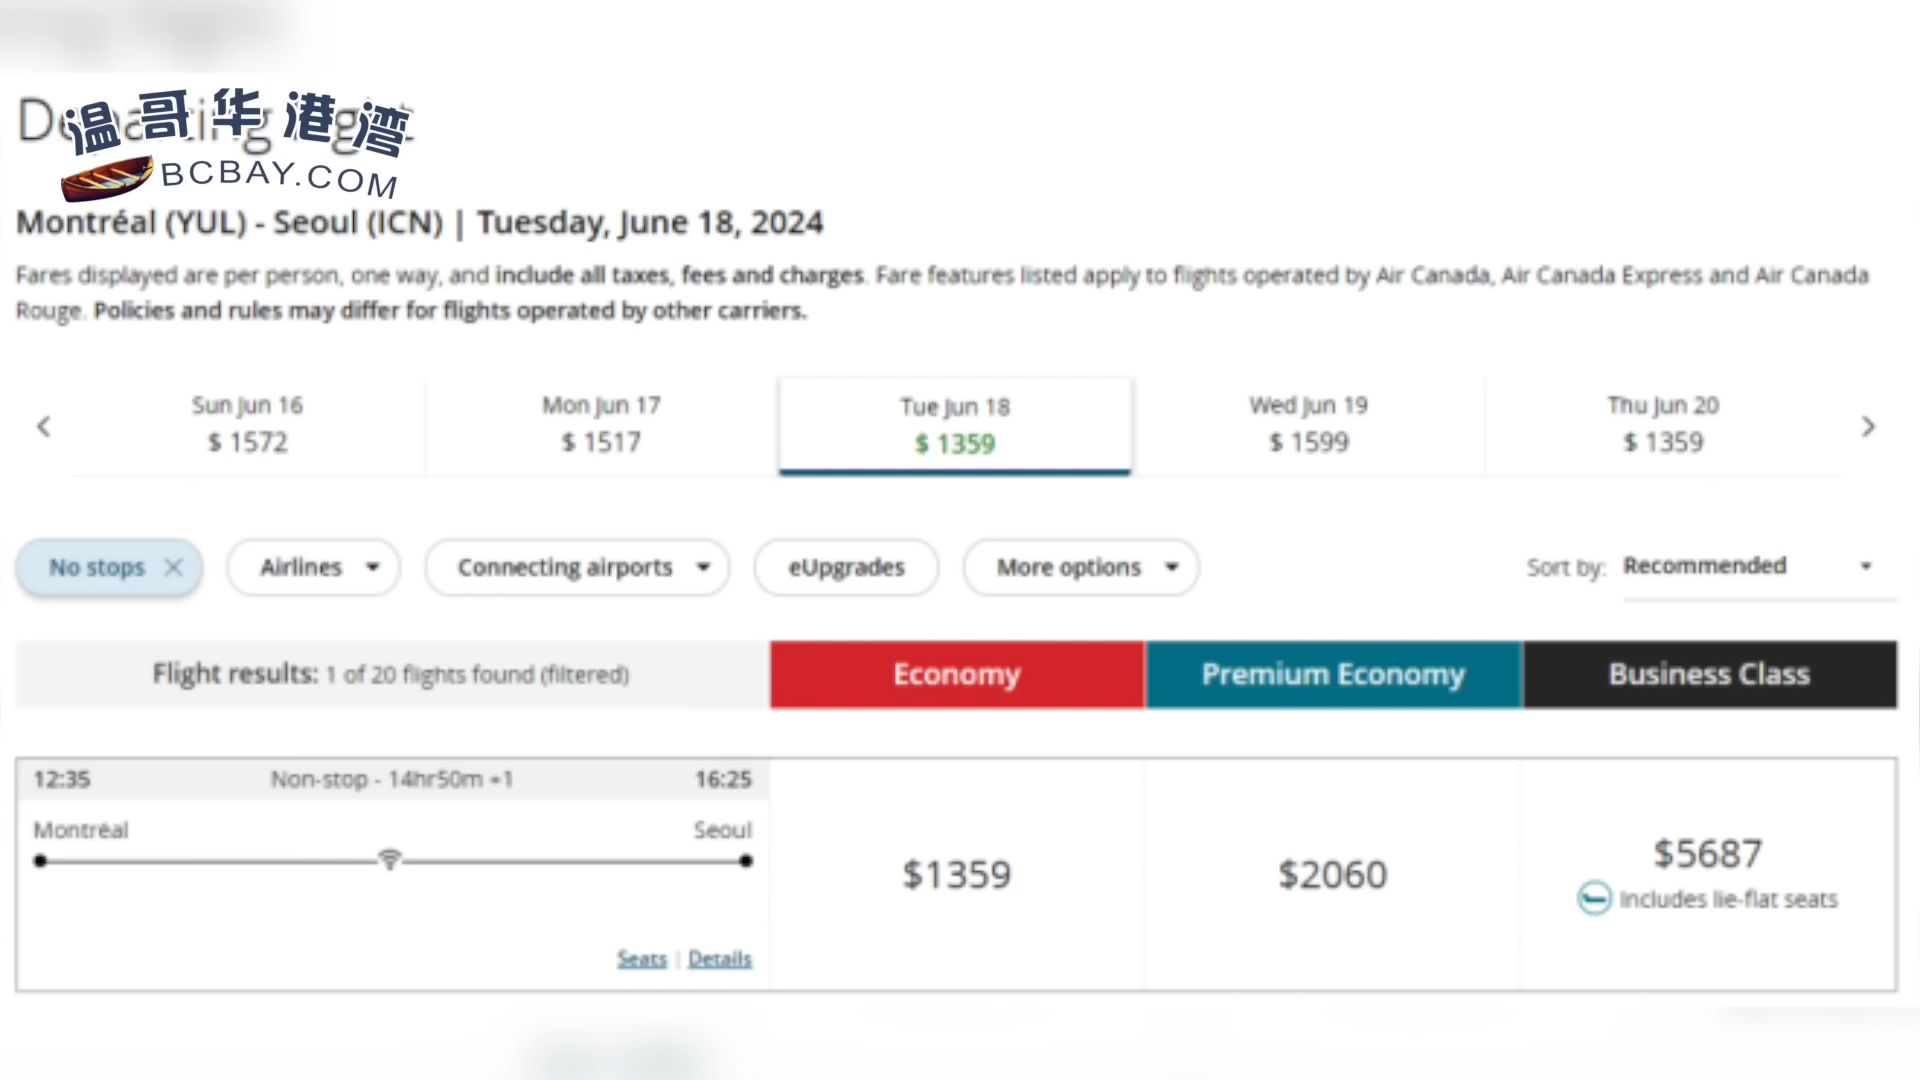 温哥华港湾
BCBAY.COM
Montréal (YUL) - Seoul (ICN) | Tuesday, June 18, 2024
Fares displayed are per person, one way, and include all taxes, fees and charges. Fare features listed apply to flights operated by Air Canada, Air Canada Express and Air Canada
Rouge. Policies and rules may differ for flights operated by other carriers.
Sun Jun 16
$ 1572
Mon Jun 17
$ 1517
Tue Jun 18
$ 1359
Wed Jun 19
$ 1599
Thu Jun 20
$ 1359
No stops
Airlines
Connecting airports
eUpgrades
More options
Sort by: Recommended
Flight results: 1 of 20 flights found (filtered)
Economy
Premium Economy
Business Class
12:35
Non-stop - 14hr50m +1
16:25
Montréal
Seoul
Seats | Details
$1359
$2060
$5687
Includes lie-flat seats